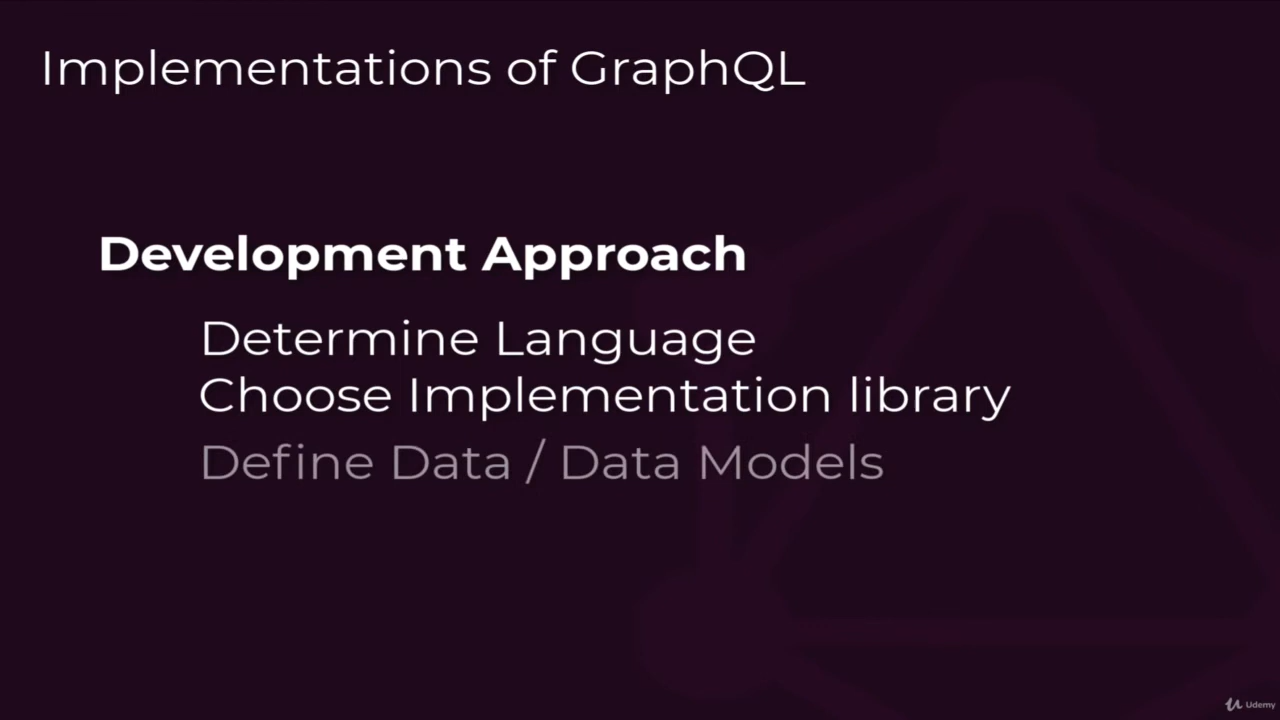 Implementations of GraphQL
Development Approach
Determine Language
Choose Implementation library
Define Data / Data Models
Udemy